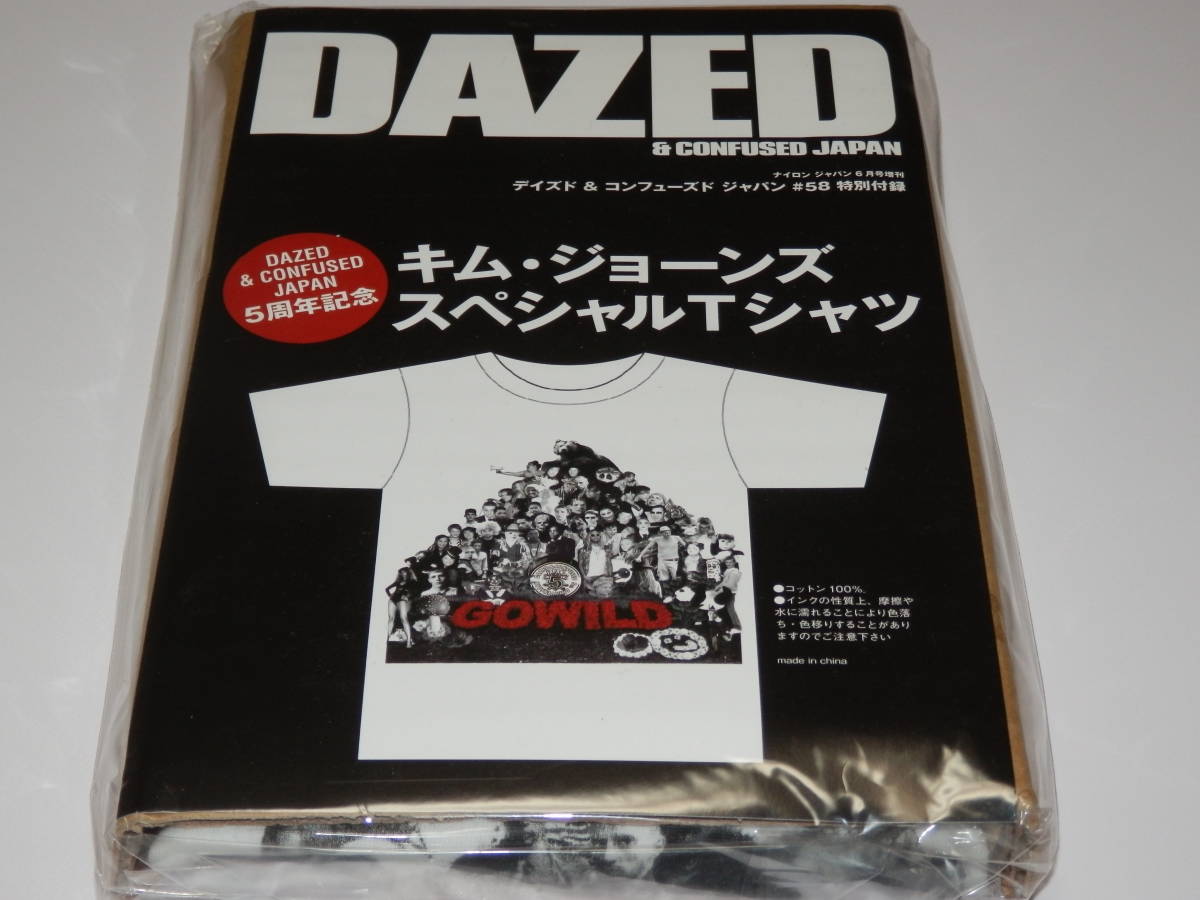 DAZED
& CONFUSED JAPAN
ナイロン ジャパン 6月号増刊
デイズド & コンフューズド ジャパン #58 特別付録
DAZED
& CONFUSED
JAPAN
5周年記念
キム・ジョーンズ
スペシャルTシャツ
GOWILD
●コットン100%。
●インクの性質上、摩擦や
水に濡れることにより色落
ち・色移りすることがあり
ますのでご注意下さい
made in china